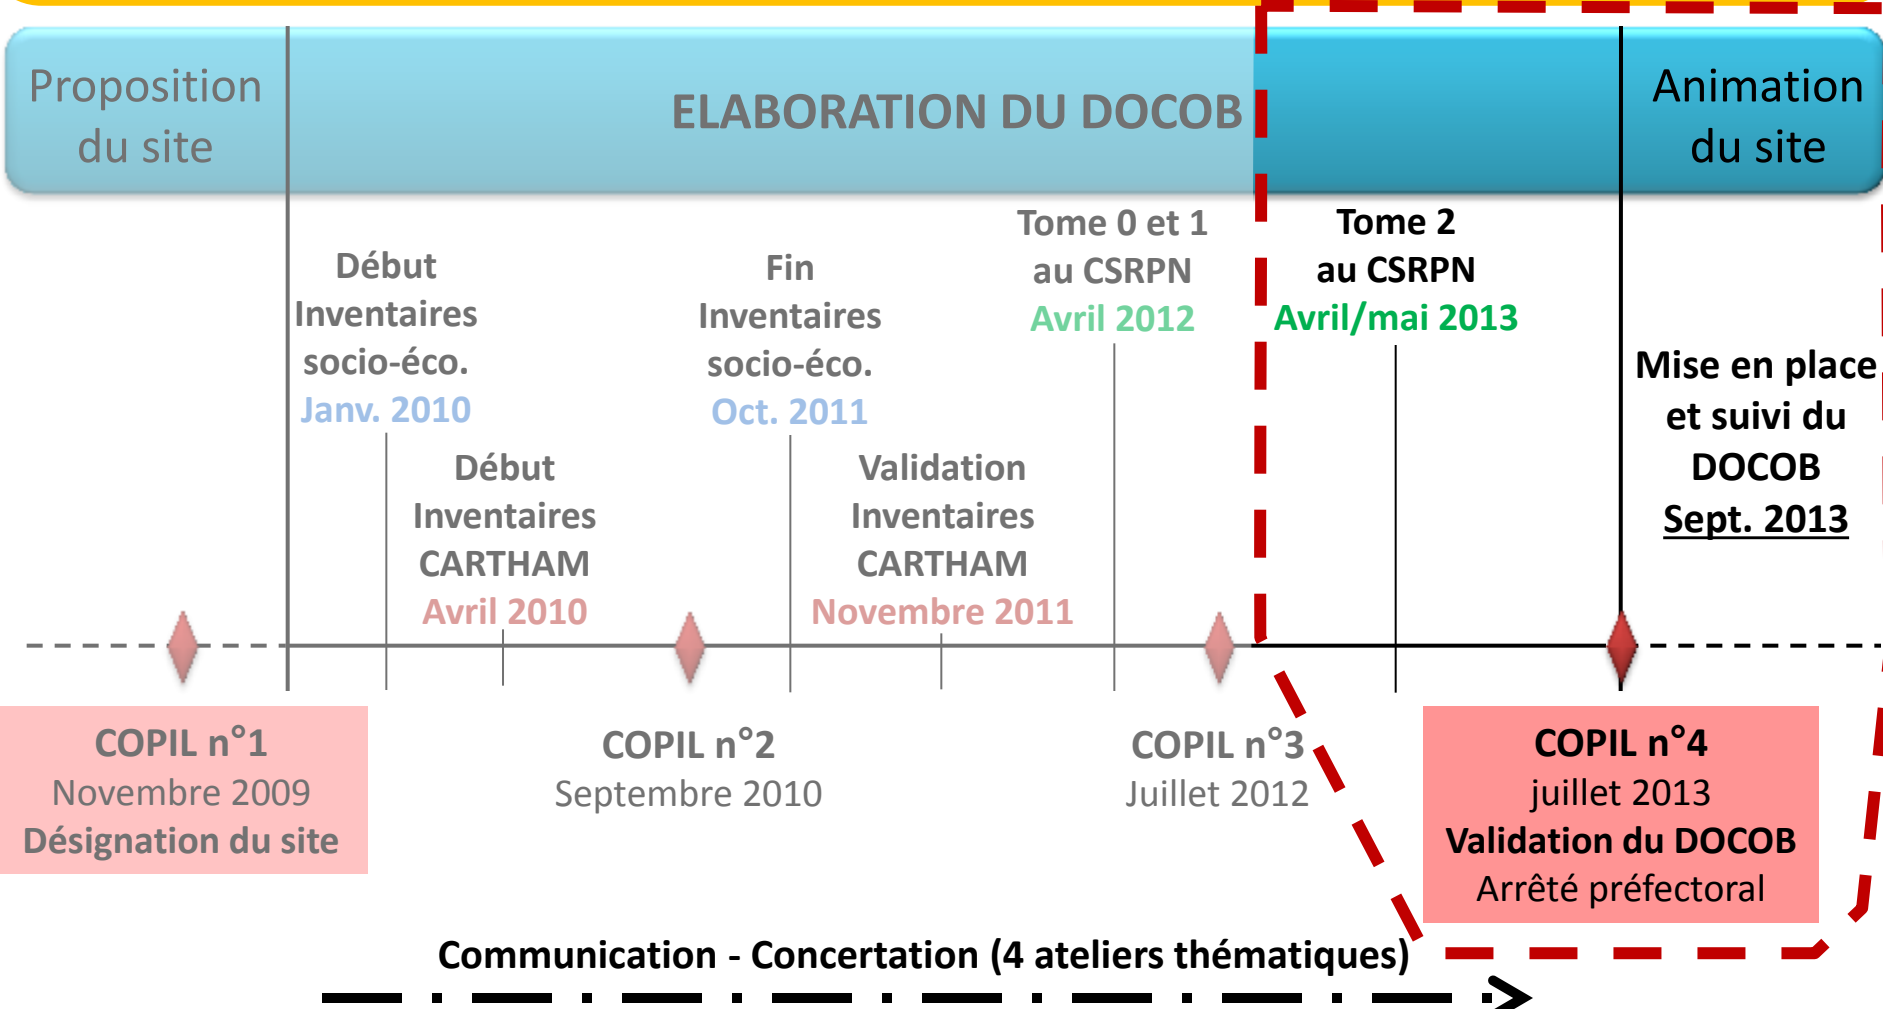 Proposition
du site
ELABORATION DU DOCOB
Animation
du site
Début
Inventaires
socio-éco.
Janv. 2010
Début
Inventaires
CARTHAM
Avril 2010
Fin
Inventaires
socio-éco.
Oct. 2011
Validation
Inventaires
CARTHAM
Novembre 2011
Tome 0 et 1
au CSRPN
Avril 2012
Tome 2
au CSRPN
Avril/mai 2013
Mise en place
et suivi du
DOCOB
Sept. 2013
COPIL n°1
Novembre 2009
Désignation du site
COPIL n°2
Septembre 2010
COPIL n°3
Juillet 2012
COPIL n°4
juillet 2013
Validation du DOCOB
Arrêté préfectoral
Communication - Concertation (4 ateliers thématiques)